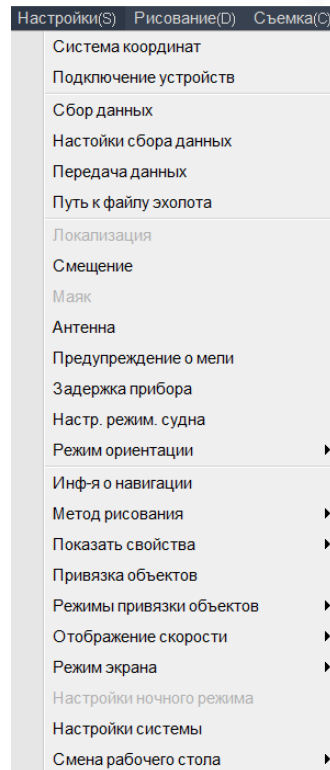 Настройки(S) Рисование(D) Съемка(C)
Система координат
Подключение устройств
Сбор данных
Настойки сбора данных
Передача данных
Путь к файлу эхолота
Локализация
Смещение
Маяк
Антенна
Предупреждение о мели
Задержка прибора
Настр. режим. судна
Режим ориентации
Инф-я о навигации
Метод рисования
Показать свойства
Привязка объектов
Режимы привязки объектов
Отображение скорости
Режим экрана
Настройки ночного режима
Настройки системы
Смена рабочего стола